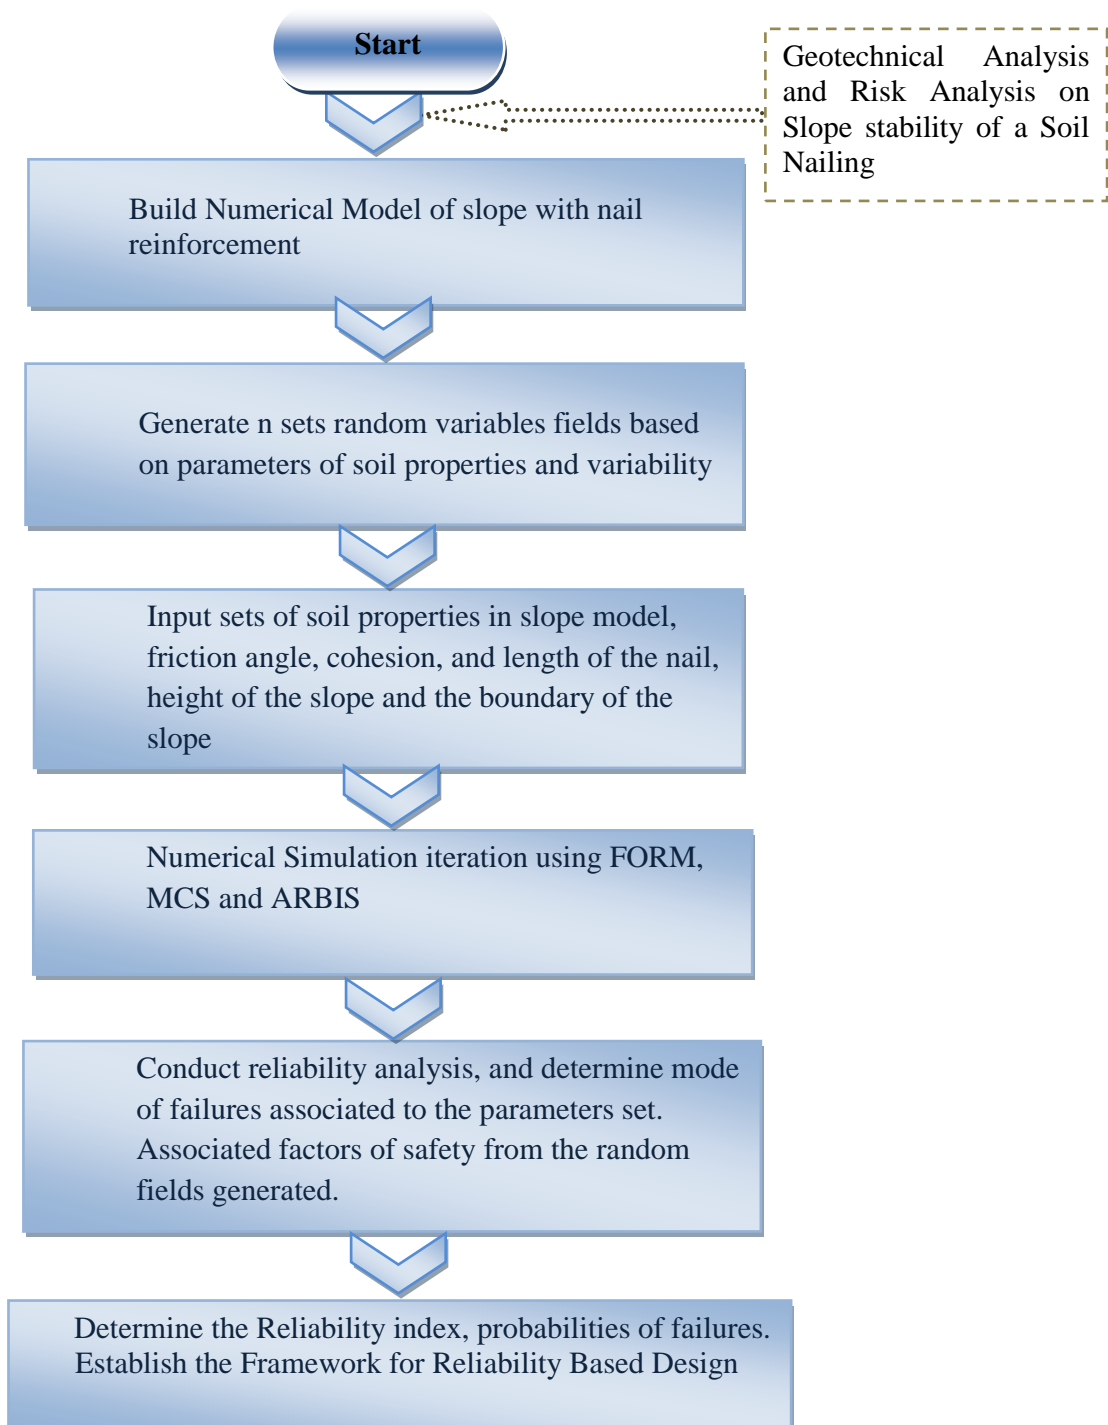 Start
Geotechnical Analysis
and Risk Analysis on
Slope stability of a Soil
Nailing
Build Numerical Model of slope with nail
reinforcement
Generate n sets random variables fields based
on parameters of soil properties and variability
Input sets of soil properties in slope model,
friction angle, cohesion, and length of the nail,
height of the slope and the boundary of the
slope
Numerical Simulation iteration using FORM,
MCS and ARBIS
Conduct reliability analysis, and determine mode
of failures associated to the parameters set.
Associated factors of safety from the random
fields generated.
Determine the Reliability index, probabilities of failures.
Establish the Framework for Reliability Based Design